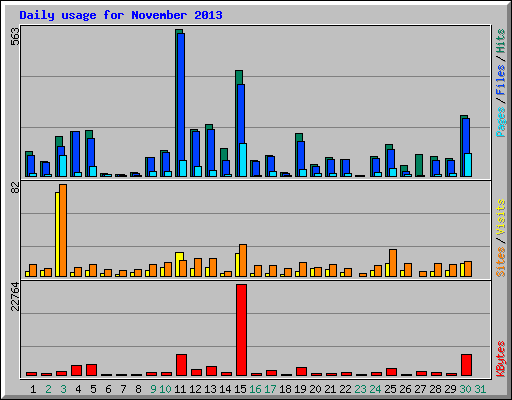 Daily usage for November 2013
563
Pages / Files / Hits
82
Sites / Visits
22764
KBytes
1 2 3 4 5 6 7 8 9 10 11 12 13 14 15 16 17 18 19 20 21 22 23 24 25 26 27 28 29 30 31